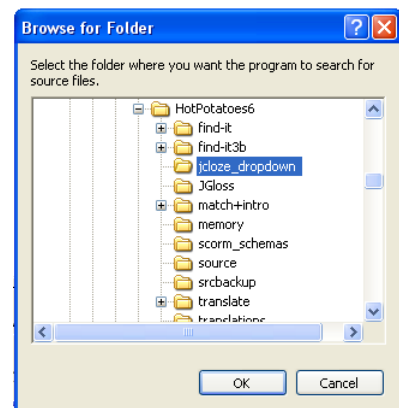 Browse for Folder
Select the folder where you want the program to search for
source files.
HotPotatoes6
find-it
find-it3b
jcloze_dropdown
JGloss
match+intro
memory
scorm_schemas
source
srcbackup
translate
translations
OK
Cancel